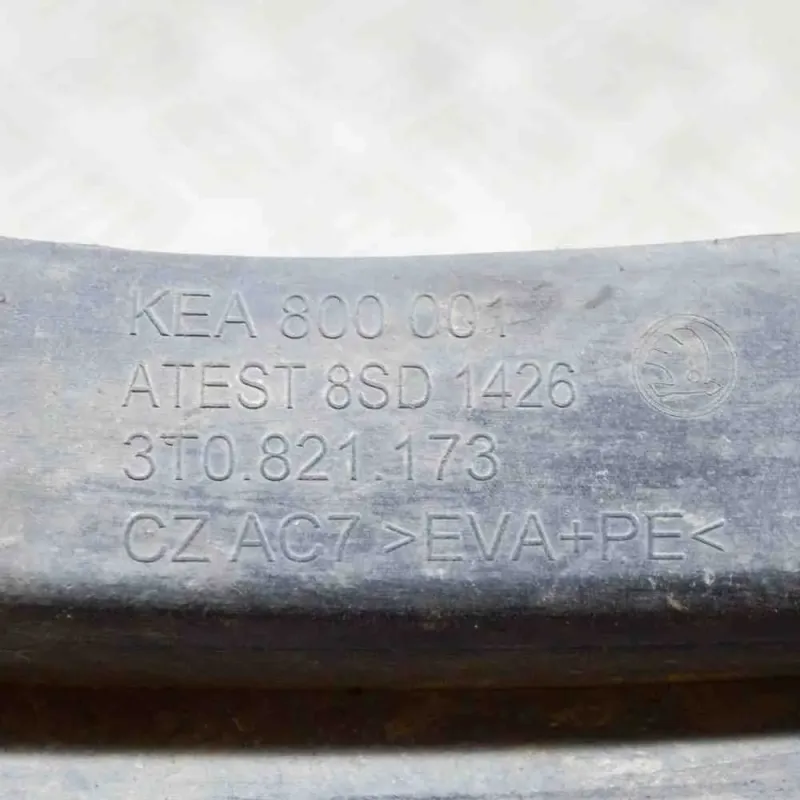 KEA 800 001
ATEST 8SD 1426
3T0.821.173
CZ AC7 >EVA+PE<